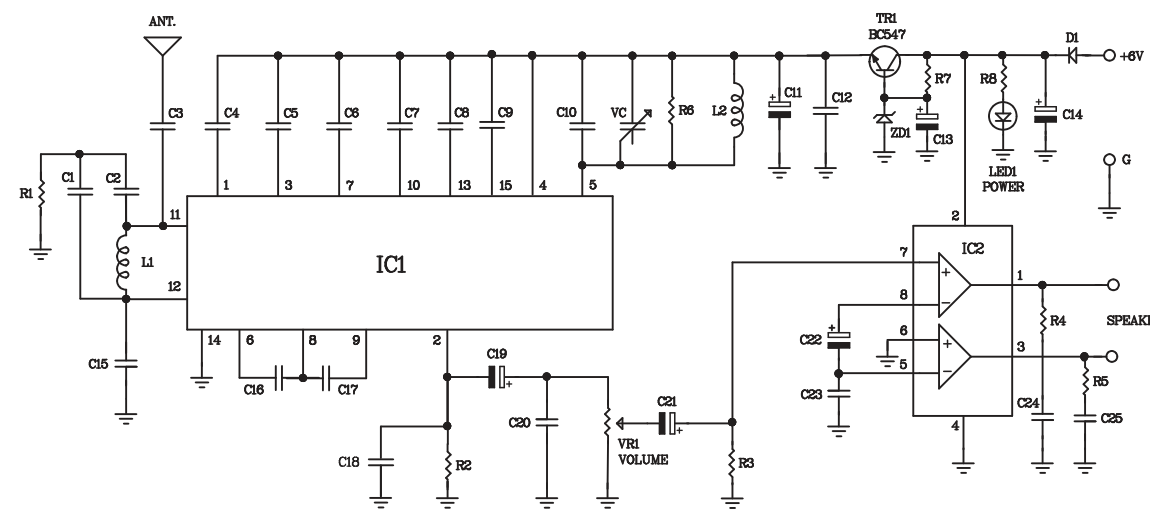 ANT.
TR1
BC547
D1
+6V
C3
C4
C5
C6
C7
C8
C9
C10
VC
R6
L2
C11
C12
R7
R8
ZD1
C13
C14
LED1
POWER
G
R1
C1
C2
1
3
7
10
13
15
4
5
11
L1
12
IC1
2
IC2
7
+
1
8
−
SPEAKE
R4
6
+
3
5
−
R5
C22
C23
14
6
8
9
2
C15
C16
C17
C19
+
C20
C21
+
VR1
VOLUME
C18
R2
R3
4
C24
C25
+
+
+
+